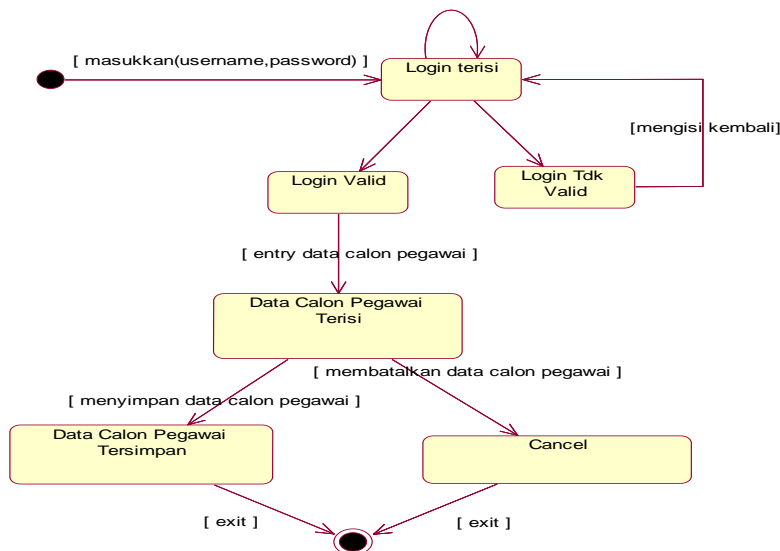 [ masukkan(username,password) ]
Login terisi
[mengisi kembali]
Login Valid
Login Tdk
Valid
[ entry data calon pegawai ]
Data Calon Pegawai
Terisi
[ membatalkan data calon pegawai ]
[ menyimpan data calon pegawai ]
Data Calon Pegawai
Tersimpan
Cancel
[ exit ]
[ exit ]